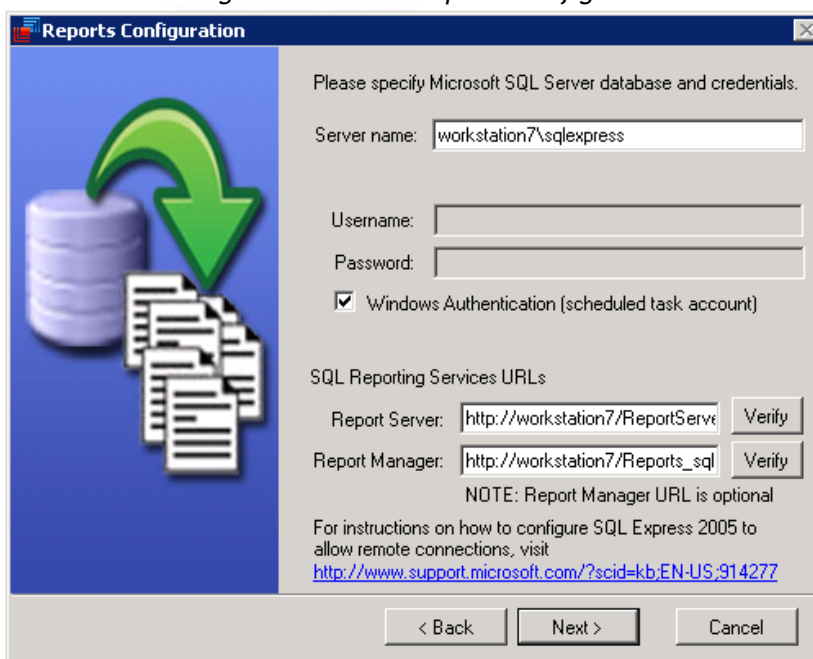 Reports Configuration
Please specify Microsoft SQL Server database and credentials.
Server name: workstation7\sqlexpress
Username:
Password:
Windows Authentication (scheduled task account)
SQL Reporting Services URLs
Report Server: http://workstation7/ReportServe Verify
Report Manager: http://workstation7/Reports_sql Verify
NOTE: Report Manager URL is optional
For instructions on how to configure SQL Express 2005 to
allow remote connections, visit
http://www.support.microsoft.com/?scid=kb;EN-US;914277
< Back Next > Cancel